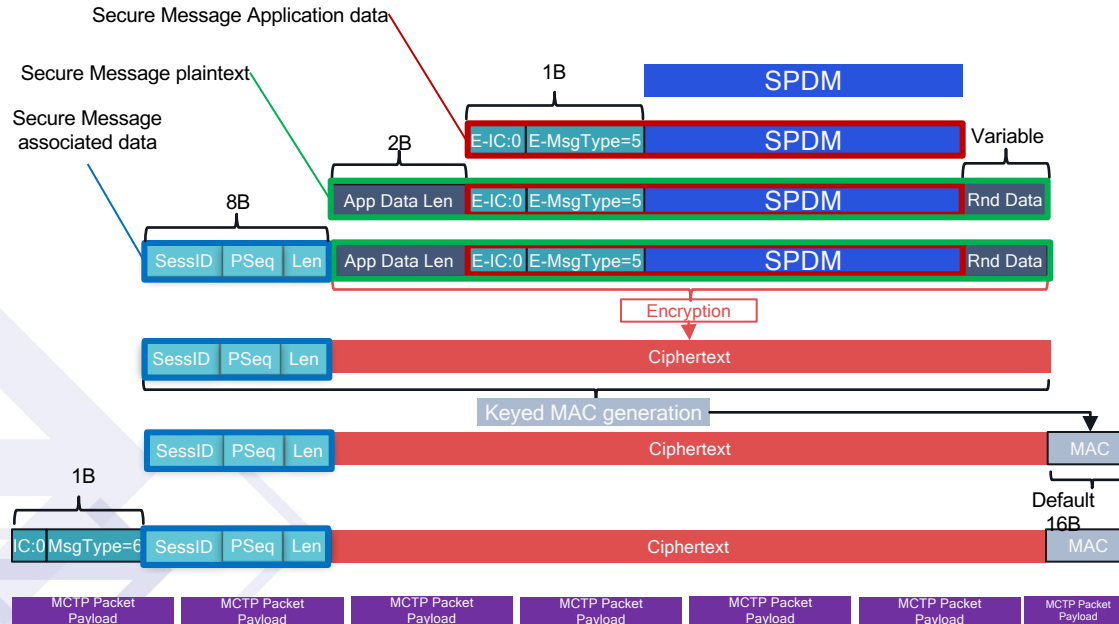 Secure Message Application data
Secure Message plaintext
Secure Message
associated data
1B
SPDM
2B
E-IC:0 E-MsgType=5 SPDM
Variable
8B
App Data Len E-IC:0 E-MsgType=5 SPDM Rnd Data
SessID PSeq Len App Data Len E-IC:0 E-MsgType=5 SPDM Rnd Data
Encryption
SessID PSeq Len Ciphertext
Keyed MAC generation
SessID PSeq Len Ciphertext MAC
1B
Default
16B
IC:0 MsgType=6 SessID PSeq Len Ciphertext MAC
MCTP Packet
Payload
MCTP Packet
Payload
MCTP Packet
Payload
MCTP Packet
Payload
MCTP Packet
Payload
MCTP Packet
Payload
MCTP Packet
Payload